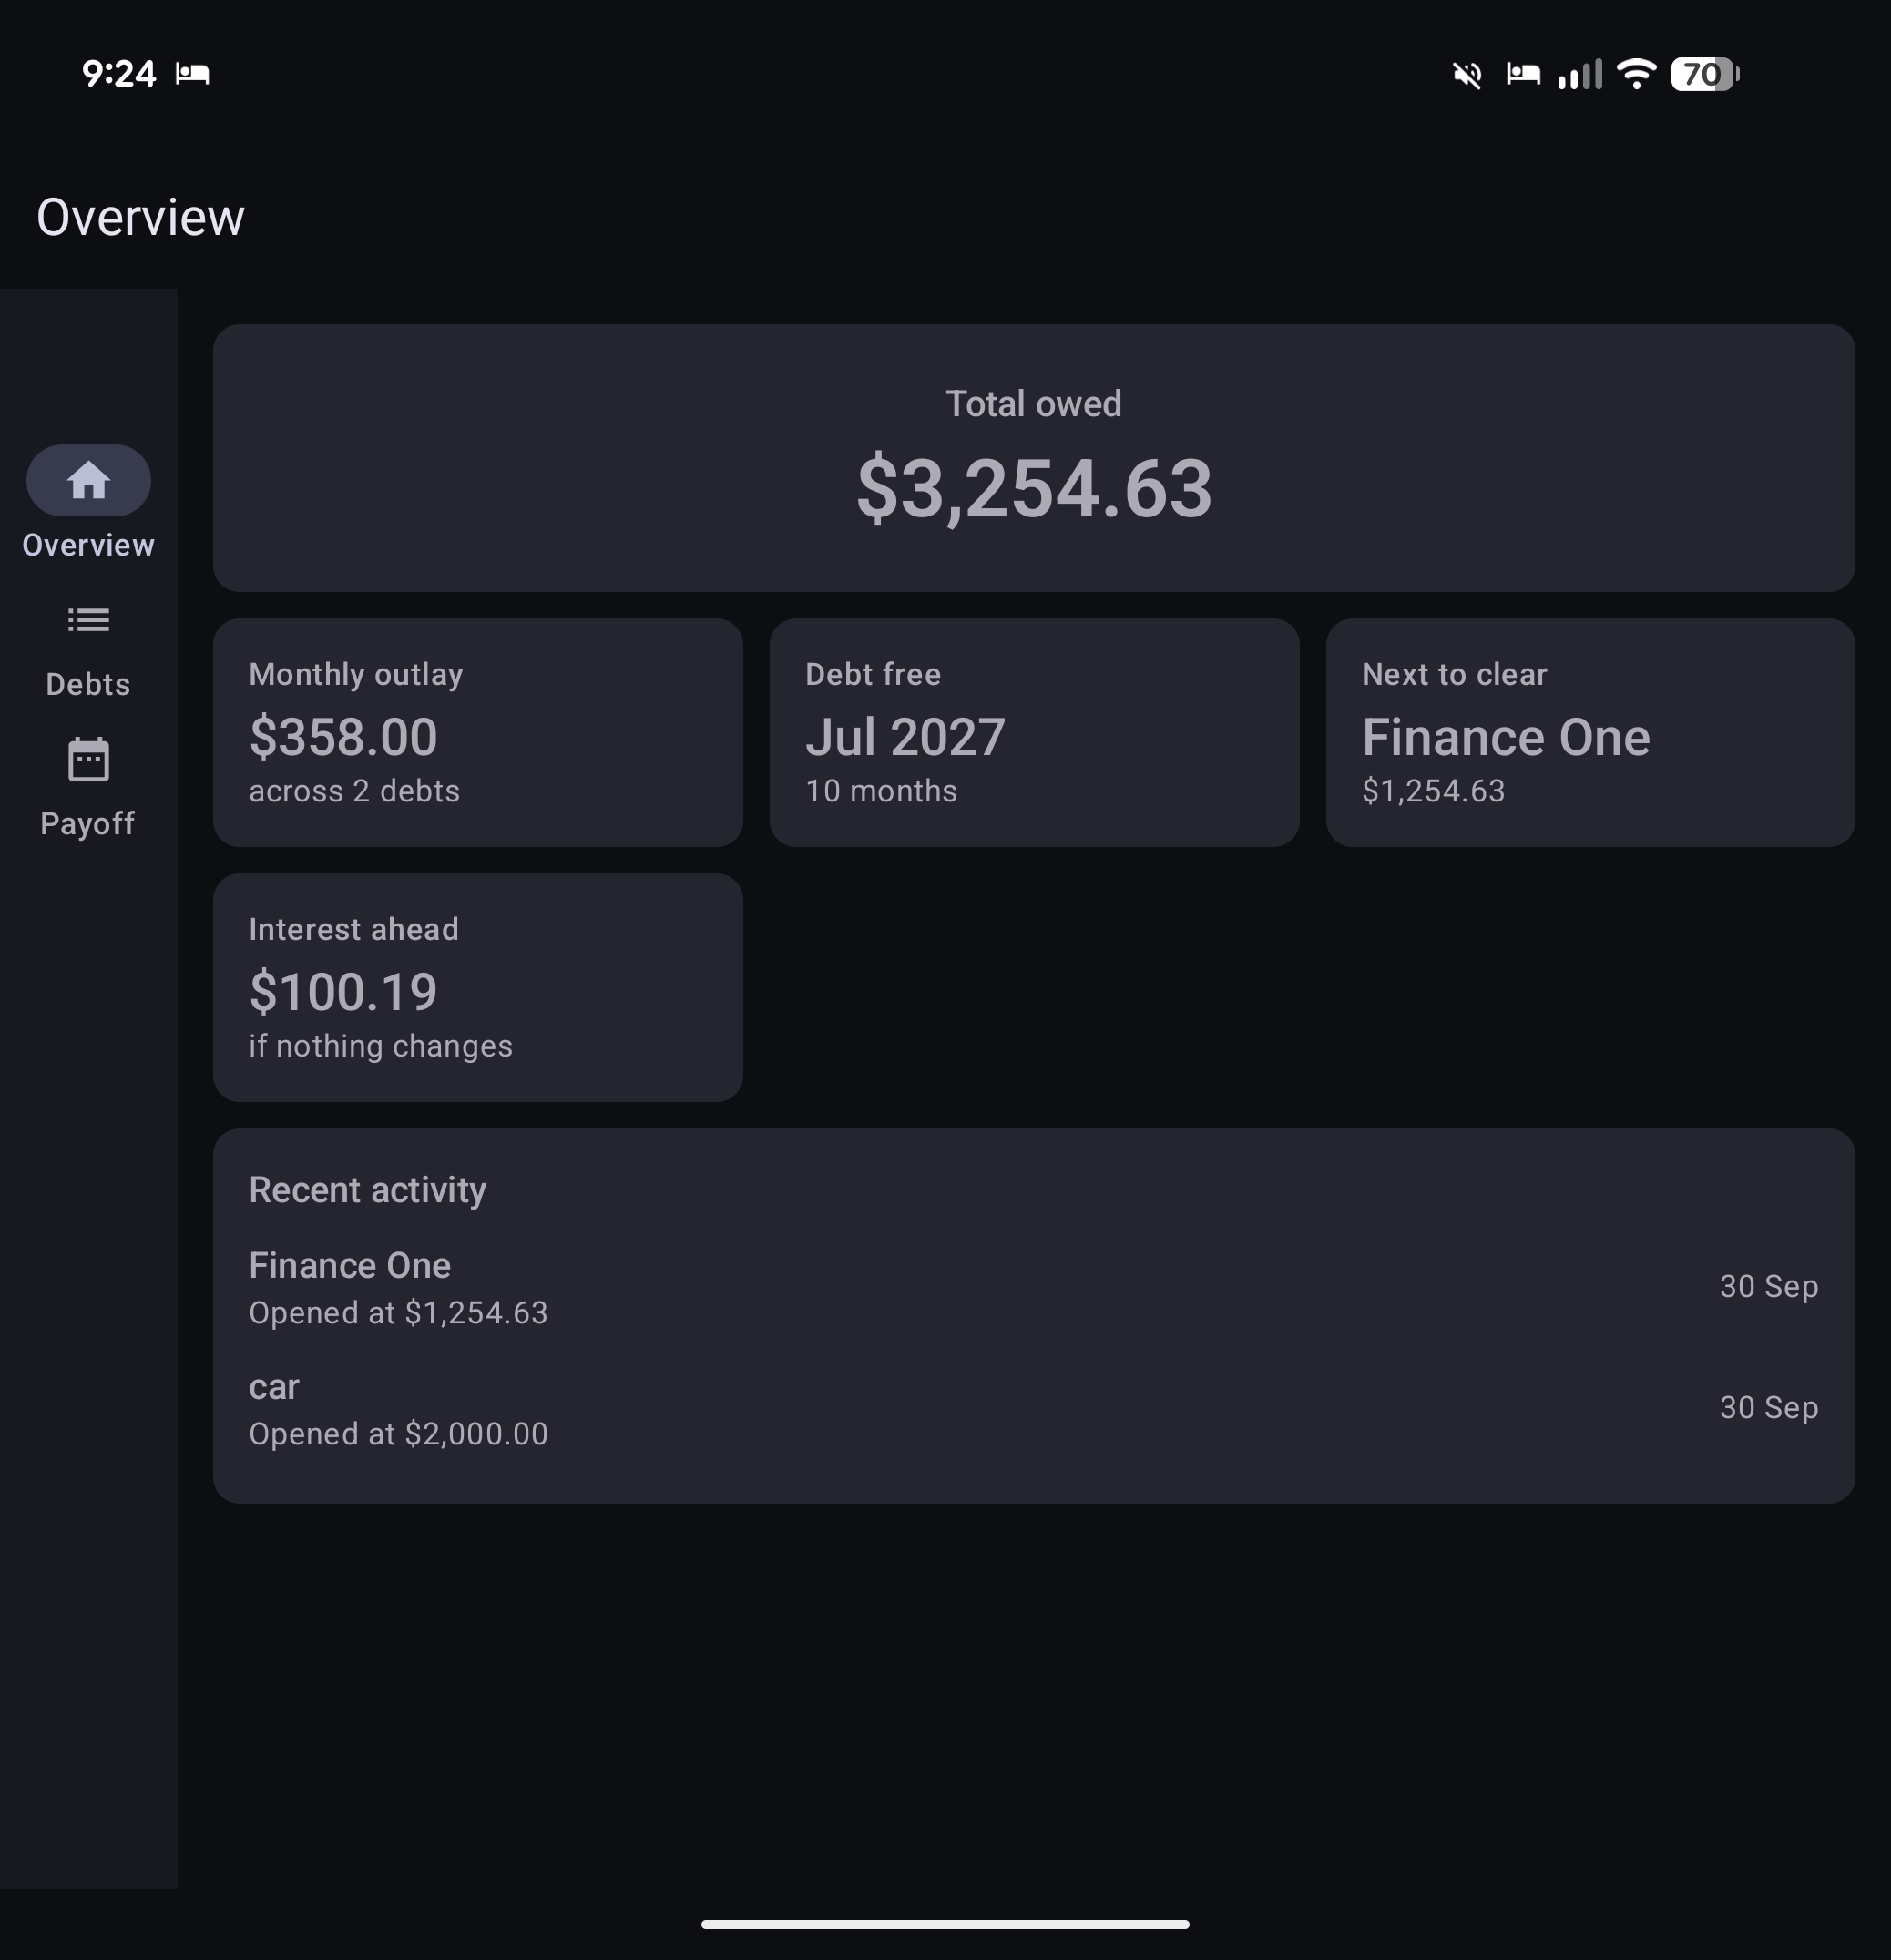 9:24
70
Overview
Overview
Debts
Payoff
Total owed
$3,254.63
Monthly outlay
$358.00
across 2 debts
Debt free
Jul 2027
10 months
Next to clear
Finance One
$1,254.63
Interest ahead
$100.19
if nothing changes
Recent activity
Finance One
Opened at $1,254.63
30 Sep
car
Opened at $2,000.00
30 Sep